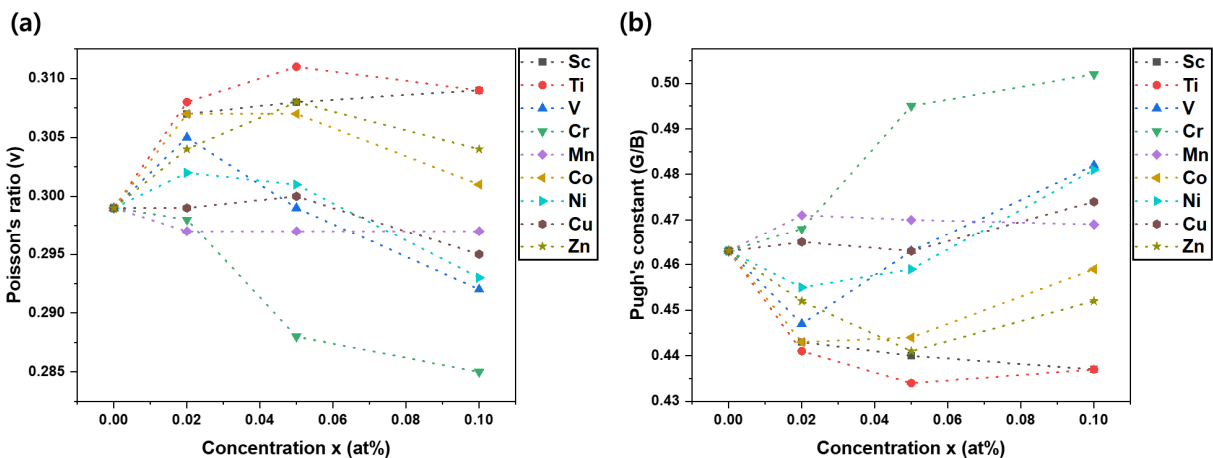 (a)
Poisson's ratio (v)
0.310
0.305
0.300
0.295
0.290
0.285
0.00 0.02 0.04 0.06 0.08 0.10
Concentration x (at%)
Sc
Ti
V
Cr
Mn
Co
Ni
Cu
Zn
(b)
Pugh's constant (G/B)
0.50
0.49
0.48
0.47
0.46
0.45
0.44
0.43
0.00 0.02 0.04 0.06 0.08 0.10
Concentration x (at%)
Sc
Ti
V
Cr
Mn
Co
Ni
Cu
Zn